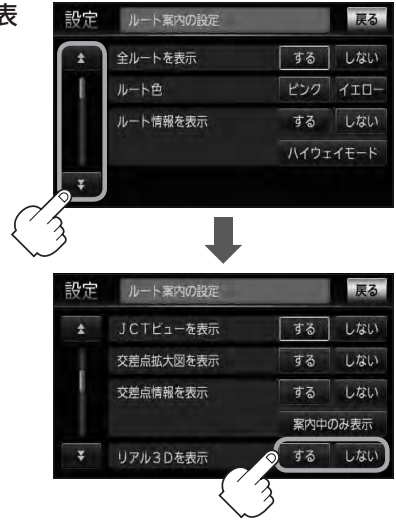 表
設定 ルート案内の設定 戻る
全ルートを表示 する しない
ルート色 ピンク イエロー
ルート情報を表示 する しない
ハイウェイモード
設定 ルート案内の設定 戻る
JCTビューを表示 する しない
交差点拡大図を表示 する しない
交差点情報を表示 する しない
案内中のみ表示
リアル3Dを表示 する しない